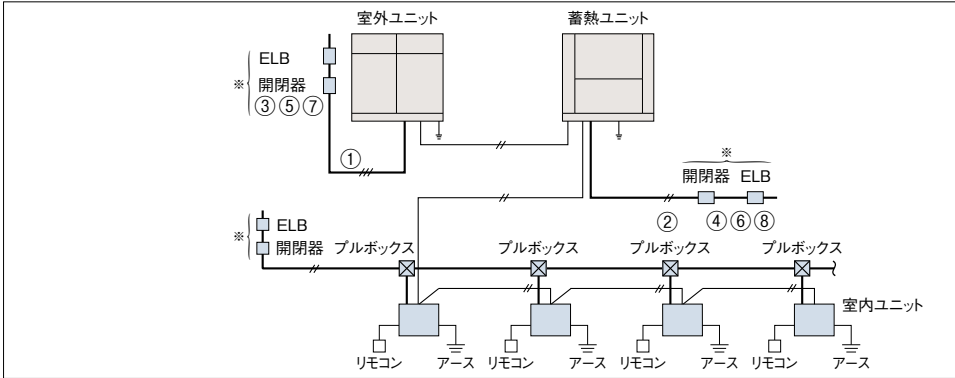 室外ユニット
蓄熱ユニット
ELB
※
開閉器
③⑤⑦
①
※
開閉器 ELB
② ④⑥⑧
ELB
※
開閉器
プルボックス プルボックス プルボックス プルボックス
室内ユニット
リモコン アース リモコン アース リモコン アース リモコン アース